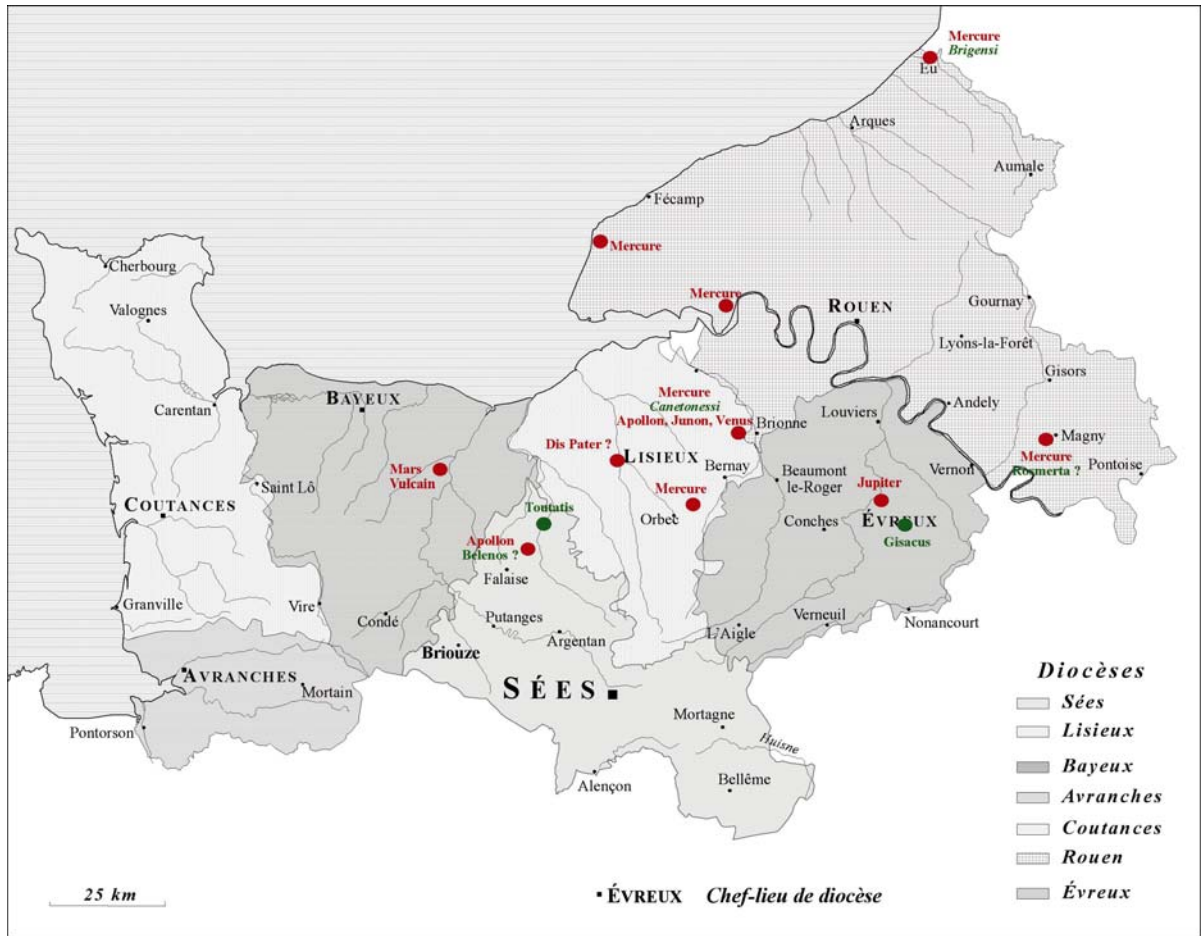 Mercure
Brigensi
Eu
Arques
Aumale
Fécamp
Mercure
Cherbourg
Mercure
Gournay
Valognes
ROUEN
Lyons-la-Forêt
Gisors
Carentan
BAYEUX
Mercure
Canetonessi
Apollon, Junon, Venus
Brionne
Louviers
Andely
Magny
Dis Pater ?
LISIEUX
Mars
Vulcain
Bernay
Beaumont
le-Roger
Vernon
Mercure
Rosmerta ?
Pontoise
Saint Lô
COUTANCES
Toutatis
Mercure
Orbec
Jupiter
Conches
ÉVREUX
Gisacus
Apollon
Belenos ?
Falaise
Granville
Vire
Condé
Putanges
Argentan
L'Aigle
Verneuil
Nonancourt
Briouze
AVRANCHES
Mortain
SÉES
Pontorson
Mortagne
Huisne
Alençon
Bellême
Diocèses
Sées
Lisieux
Bayeux
Avranches
Coutances
Rouen
Évreux
25 km
ÉVREUX Chef-lieu de diocèse